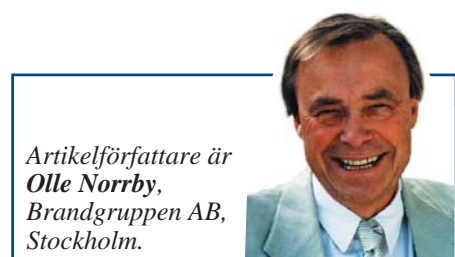 Artikelförfattare är
Olle Norrby,
Brandgruppen AB,
Stockholm.